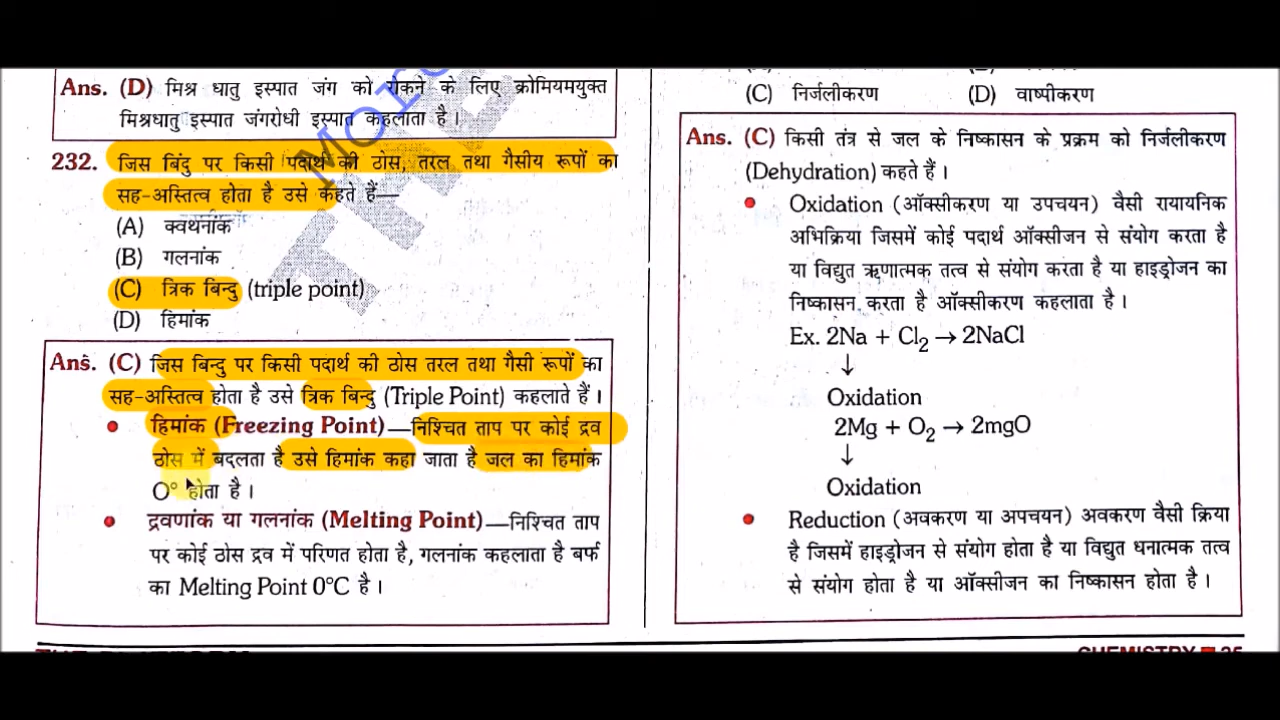 Ans. (D) मिश्र धातु इस्पात जंग को रोकने के लिए क्रोमियमयुक्त
मिश्रधातु इस्पात जंगरोधी इस्पात कहलाता है।
232. जिस बिंदु पर किसी पदार्थ की ठोस, तरल तथा गैसीय रूपों का
सह-अस्तित्व होता है उसे कहते हैं—
(A) क्वथनांक
(B) गलनांक
(C) त्रिक बिन्दु (triple point)
(D) हिमांक
Ans. (C) जिस बिन्दु पर किसी पदार्थ की ठोस तरल तथा गैसी रूपों का
सह-अस्तित्व होता है उसे त्रिक बिन्दु (Triple Point) कहलाते हैं।
• हिमांक (Freezing Point)—निश्चित ताप पर कोई द्रव
ठोस में बदलता है उसे हिमांक कहा जाता है जल का हिमांक
0° होता है।
• द्रवणांक या गलनांक (Melting Point)—निश्चित ताप
पर कोई ठोस द्रव में परिणत होता है, गलनांक कहलाता है बर्फ
का Melting Point 0°C है।
(C) निर्जलीकरण (D) वाष्पीकरण
Ans. (C) किसी तंत्र से जल के निष्कासन के प्रक्रम को निर्जलीकरण
(Dehydration) कहते हैं।
• Oxidation (ऑक्सीकरण या उपचयन) वैसी रायायनिक
अभिक्रिया जिसमें कोई पदार्थ ऑक्सीजन से संयोग करता है
या विद्युत ऋणात्मक तत्व से संयोग करता है या हाइड्रोजन का
निष्कासन करता है ऑक्सीकरण कहलाता है।
Ex. 2Na + Cl₂ → 2NaCl
↓
Oxidation
2Mg + O₂ → 2mgO
↓
Oxidation
• Reduction (अवकरण या अपचयन) अवकरण वैसी क्रिया
है जिसमें हाइड्रोजन से संयोग होता है या विद्युत धनात्मक तत्व
से संयोग होता है या ऑक्सीजन का निष्कासन होता है।
CHEMISTRY